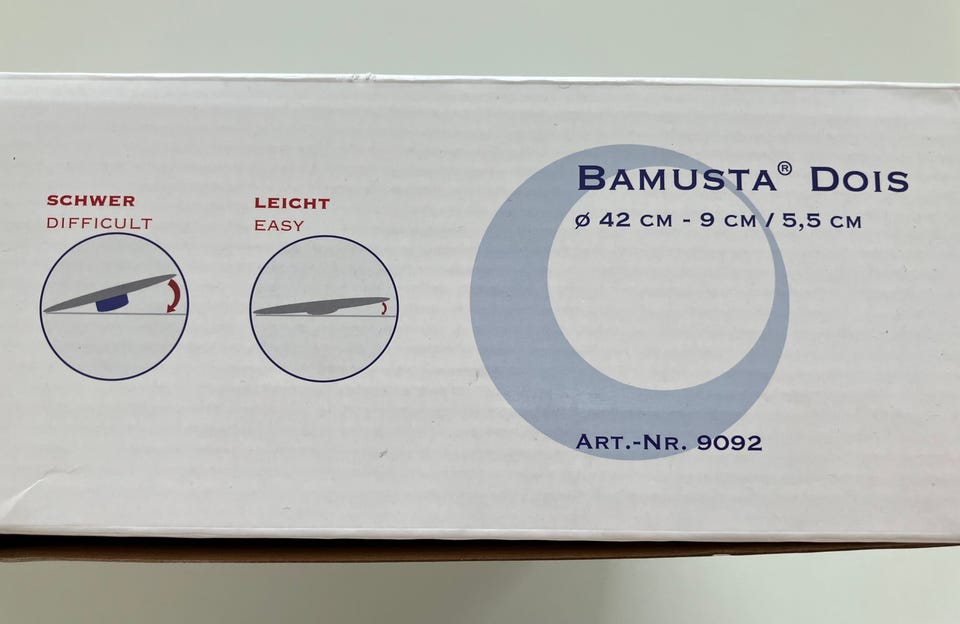 SCHWER
DIFFICULT
LEICHT
EASY
BAMUSTA® DOIS
ø 42 CM - 9 CM / 5,5 CM
ART.-NR. 9092